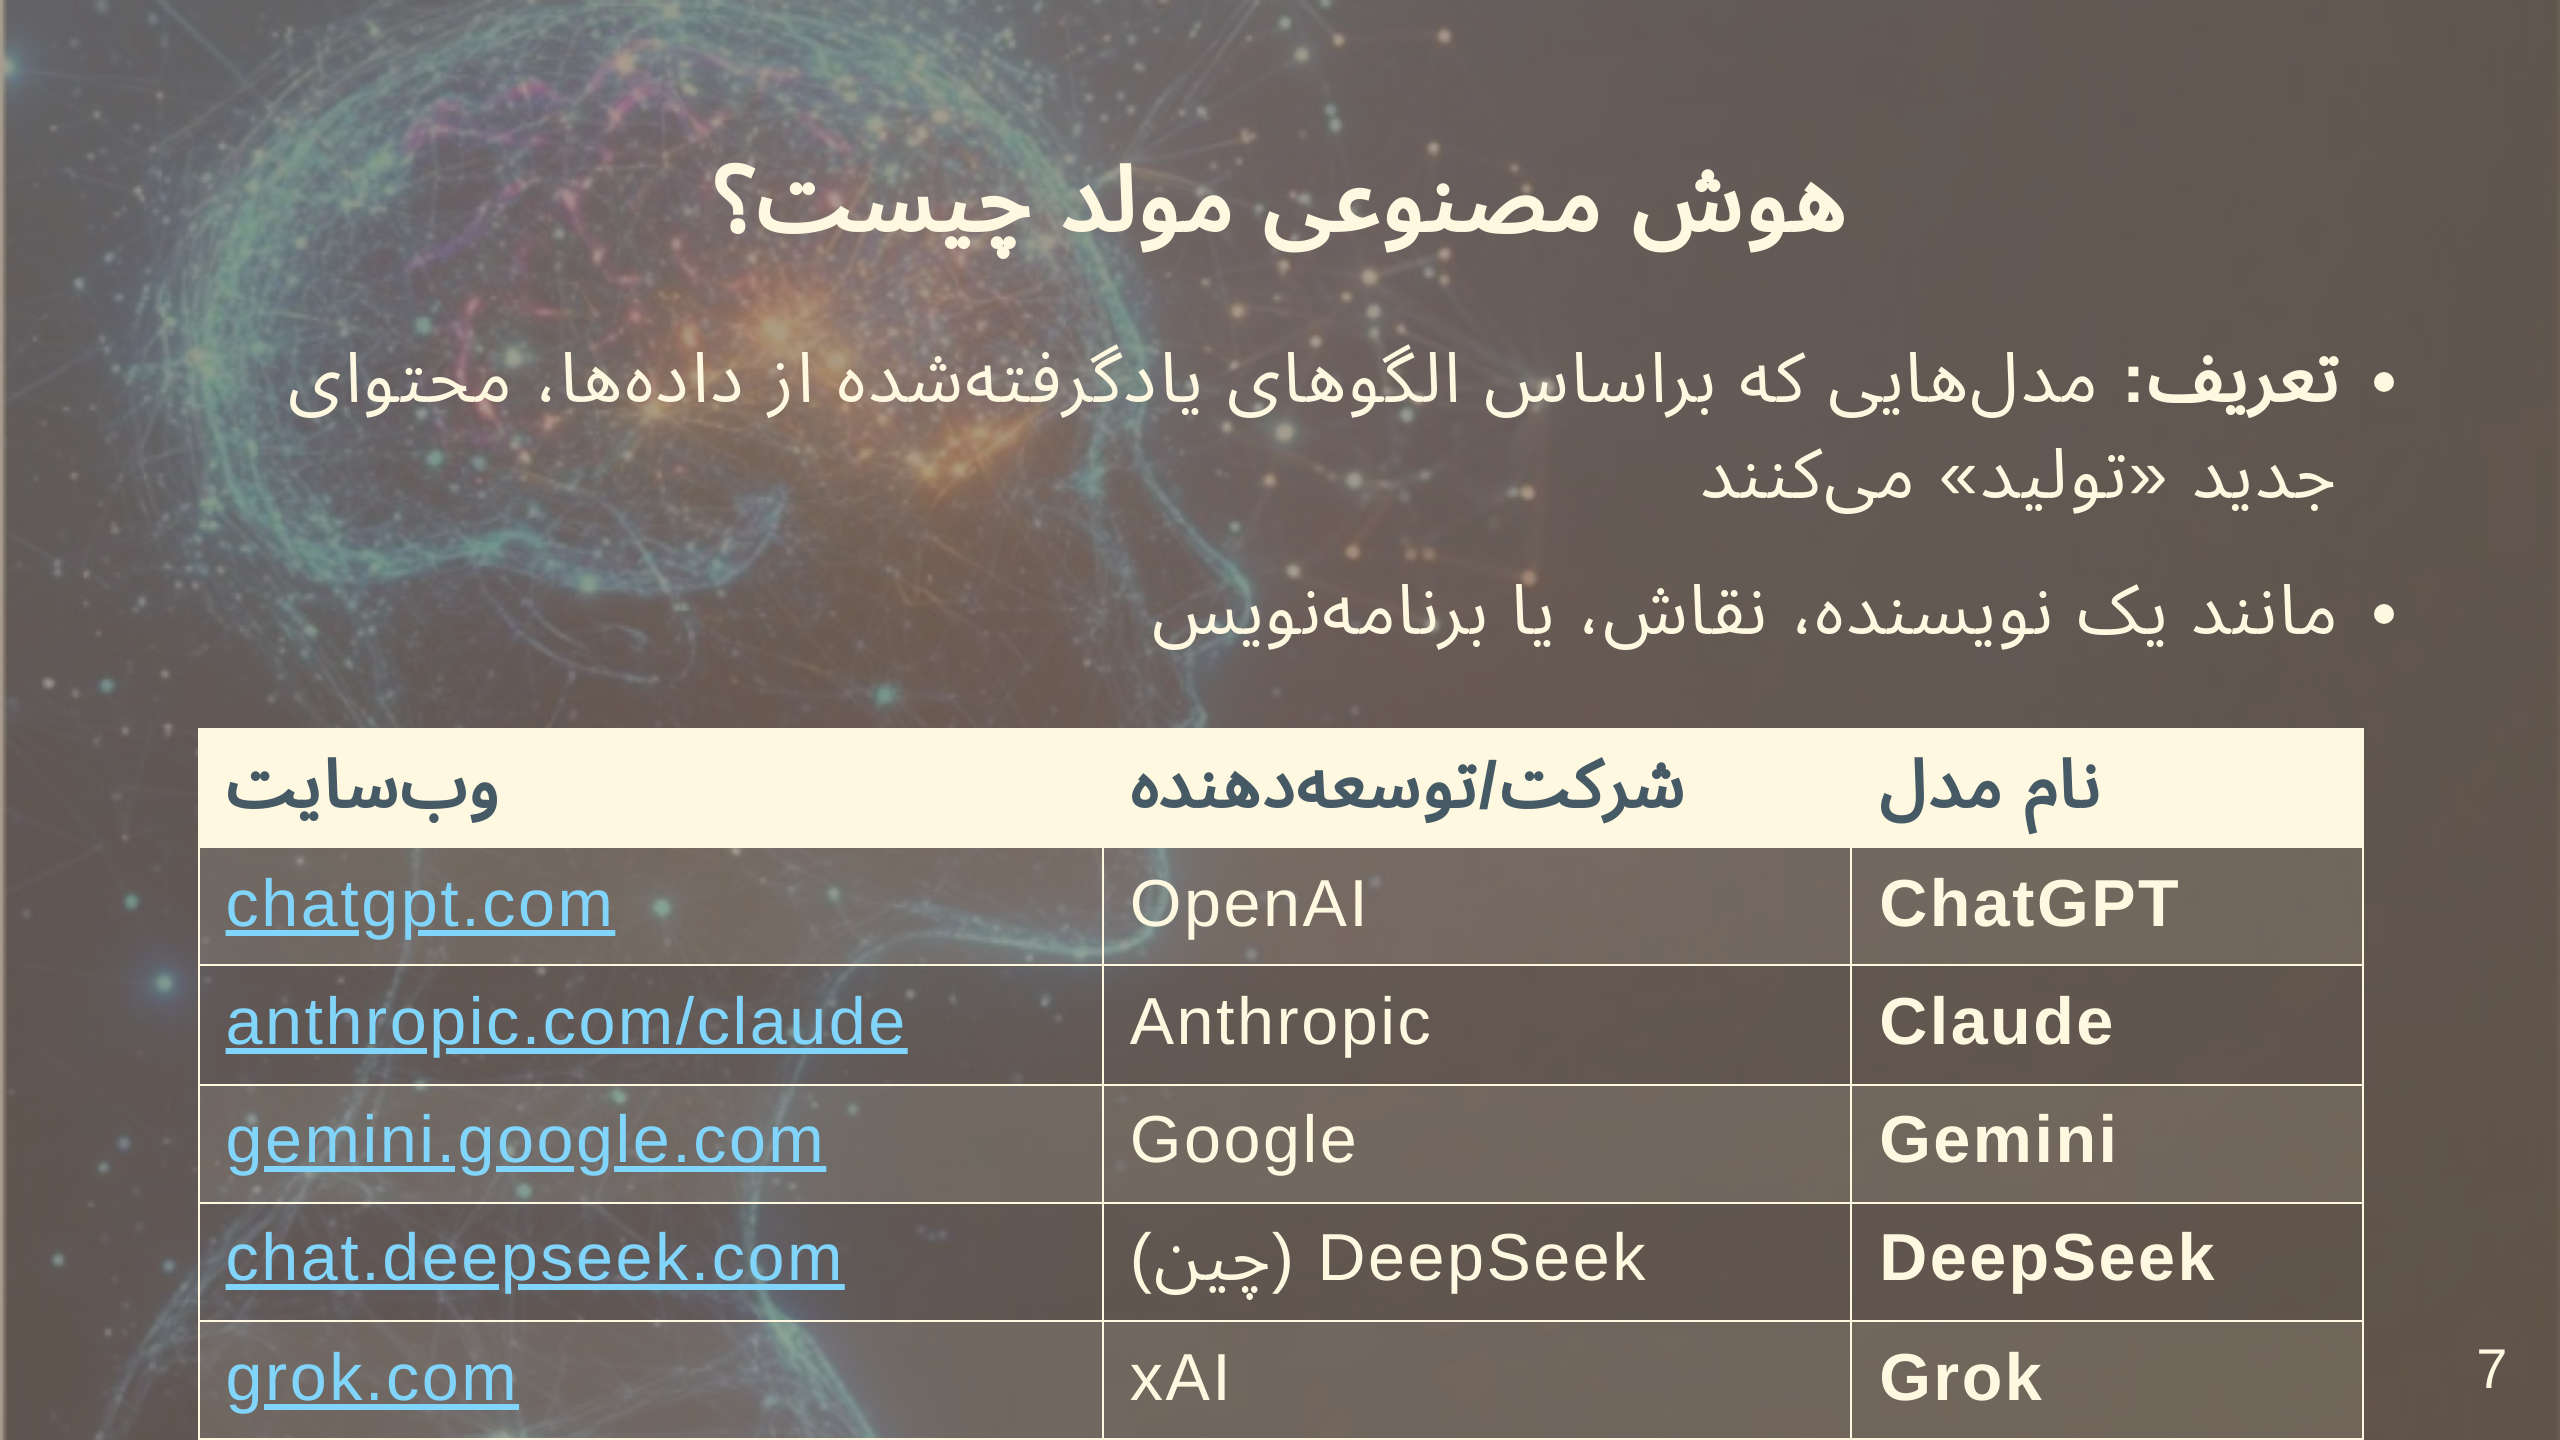 هوش مصنوعی مولد چیست؟
• تعریف: مدل‌هایی که براساس الگوهای یادگرفته‌شده از داده‌ها، محتوای
جدید «تولید» می‌کنند
• مانند یک نویسنده، نقاش، یا برنامه‌نویس
نام مدل شرکت/توسعه‌دهنده وب‌سایت
ChatGPT OpenAI chatgpt.com
Claude Anthropic anthropic.com/claude
Gemini Google gemini.google.com
DeepSeek DeepSeek (چین) chat.deepseek.com
Grok xAI grok.com
7